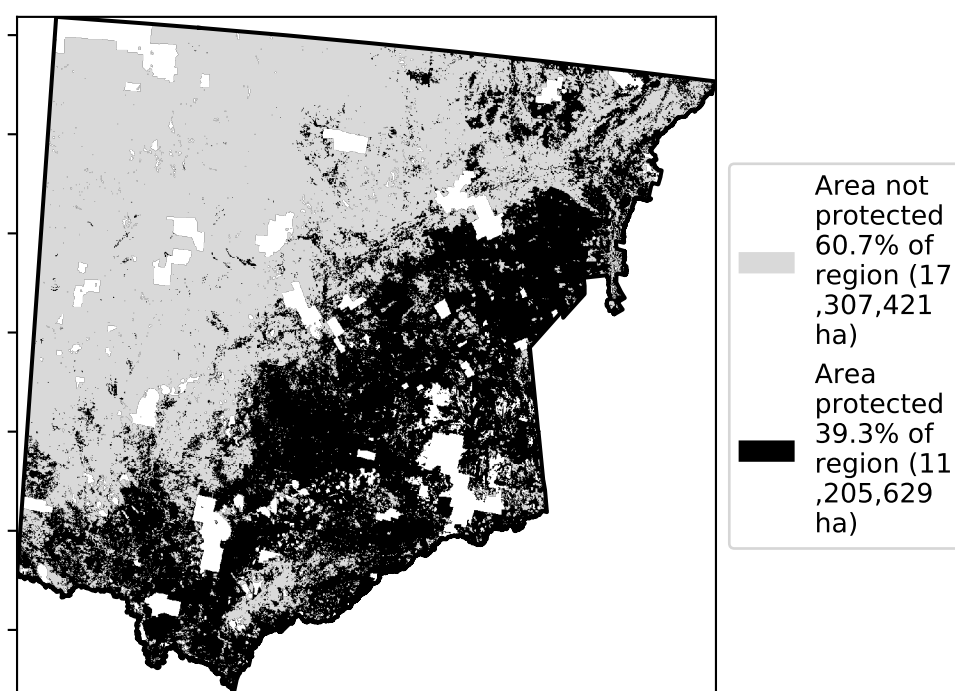 Area not
protected
60.7% of
region (17
,307,421
ha)
Area
protected
39.3% of
region (11
,205,629
ha)